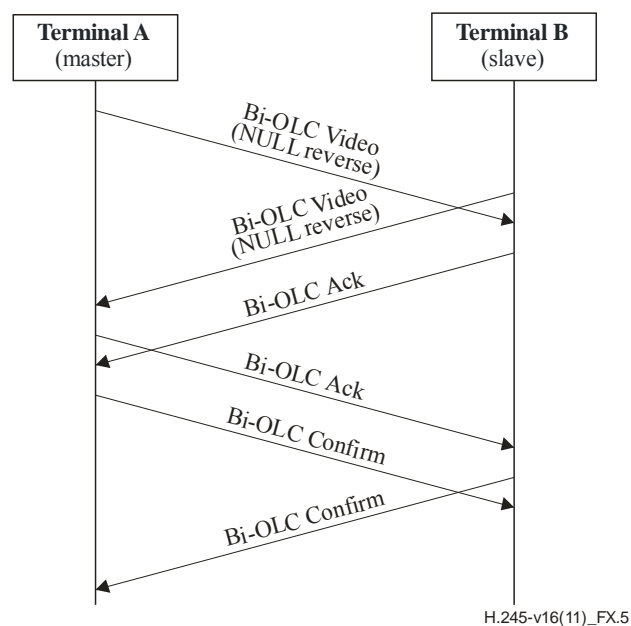 Terminal A
(master)
Terminal B
(slave)
Bi-OLC Video
(NULL reverse)
Bi-OLC Video
(NULL reverse)
Bi-OLC Ack
Bi-OLC Ack
Bi-OLC Confirm
Bi-OLC Confirm
H.245-v16(11)_FX.5